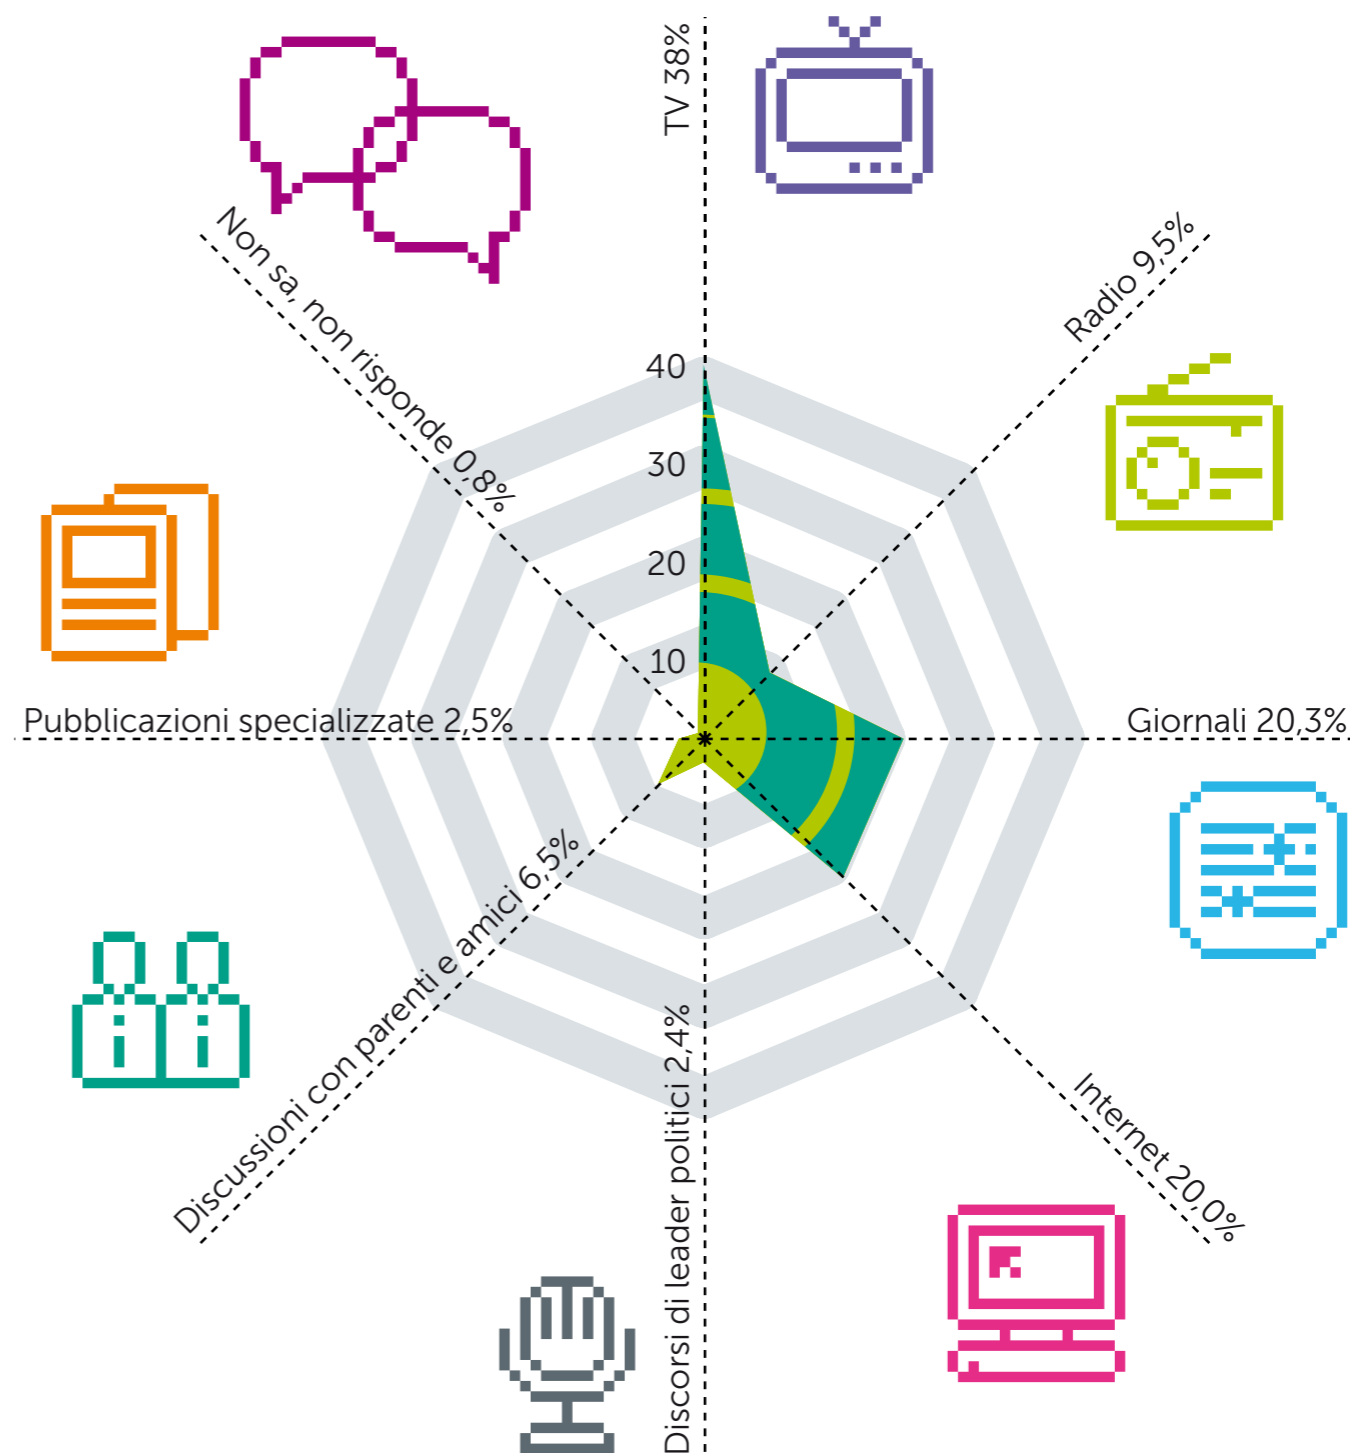 TV 38%
Radio 9,5%
Giornali 20,3%
Internet 20,0%
Discorsi di leader politici 2,4%
Discussioni con parenti e amici 6,5%
Pubblicazioni specializzate 2,5%
Non sa, non risponde 0,8%
40
30
20
10